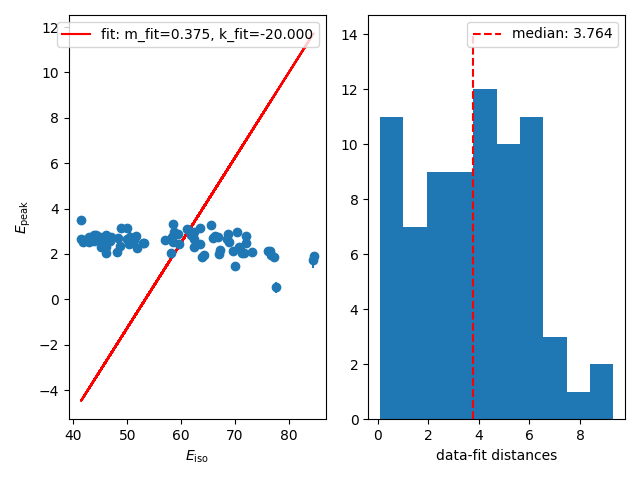 fit: m_fit=0.375, k_fit=-20.000
12
10
8
6
4
2
0
−2
−4
E_peak
40 50 60 70 80
E_iso
median: 3.764
14
12
10
8
6
4
2
0
0 2 4 6 8
data-fit distances